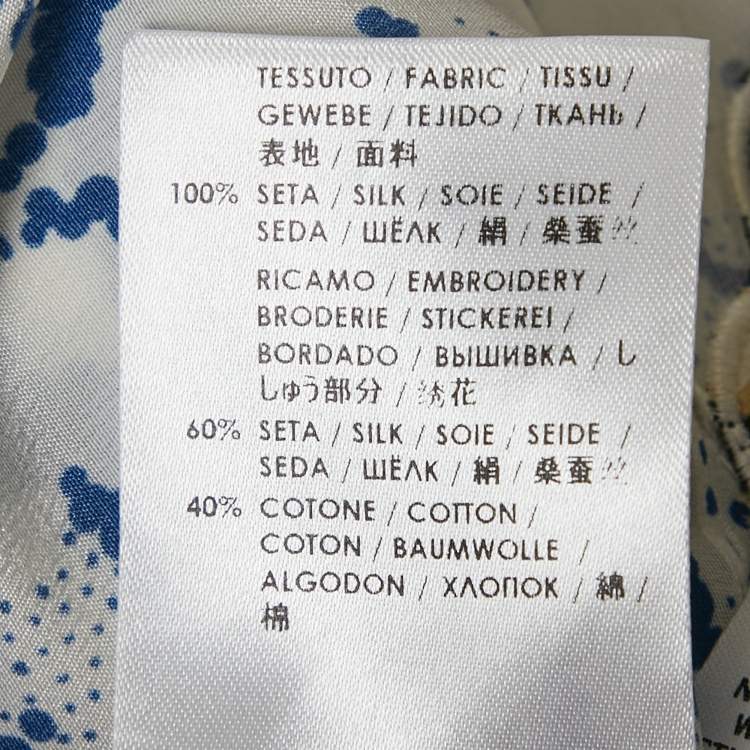 TESSUTO / FABRIC / TISSU /
GEWEBE / TEJIDO / ТКАНЬ /
表地 / 面料
100% SETA / SILK / SOIE / SEIDE /
SEDA / ШЁЛК / 絹 / 桑蚕丝
RICAMO / EMBROIDERY /
BRODERIE / STICKEREI /
BORDADO / ВЫШИВКА / し
しゅう部分 / 绣花
60% SETA / SILK / SOIE / SEIDE /
SEDA / ШЁЛК / 絹 / 桑蚕丝
40% COTONE / COTTON /
COTON / BAUMWOLLE /
ALGODON / ХЛОПОК / 綿 /
棉